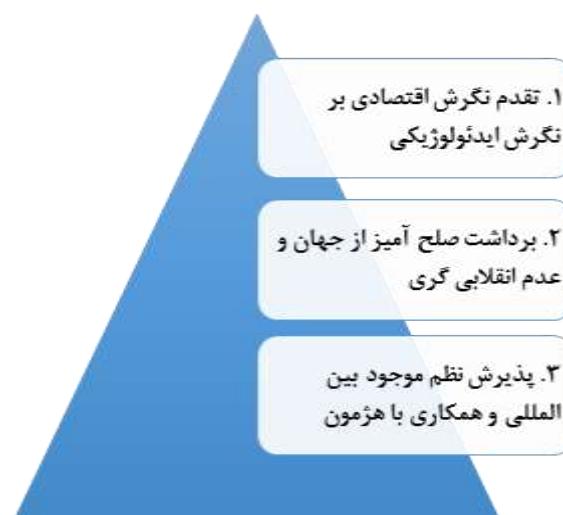 ۱. تقدم نگرش اقتصادی بر
نگرش ایدئولوژیکی
۲. برداشت صلح آمیز از جهان و
عدم انقلابی گری
۳. پذیرش نظم موجود بین
المللی و همکاری با هژمون